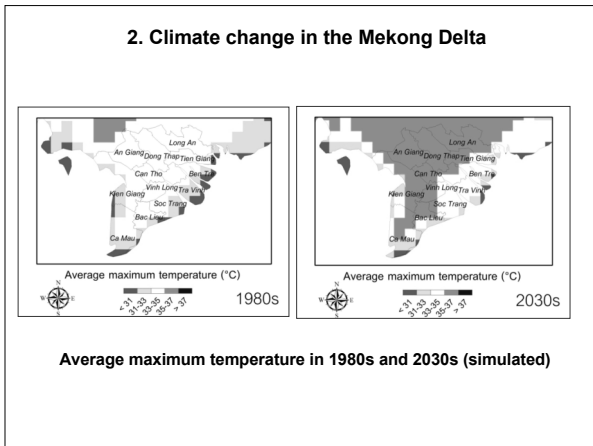 2. Climate change in the Mekong Delta
Long An
An Giang
Dong Thap
Tien Giang
Can Tho
Ben Tre
Vinh Long
Tra Vinh
Kien Giang
Soc Trang
Bac Lieu
Ca Mau
Average maximum temperature (°C)
N
W
E
S
< 31
31-33
33-35
35-37
> 37
1980s
Long An
An Giang
Dong Thap
Tien Giang
Can Tho
Ben Tre
Vinh Long
Tra Vinh
Kien Giang
Soc Trang
Bac Lieu
Ca Mau
Average maximum temperature (°C)
N
W
E
S
< 31
31-33
33-35
35-37
> 37
2030s
Average maximum temperature in 1980s and 2030s (simulated)